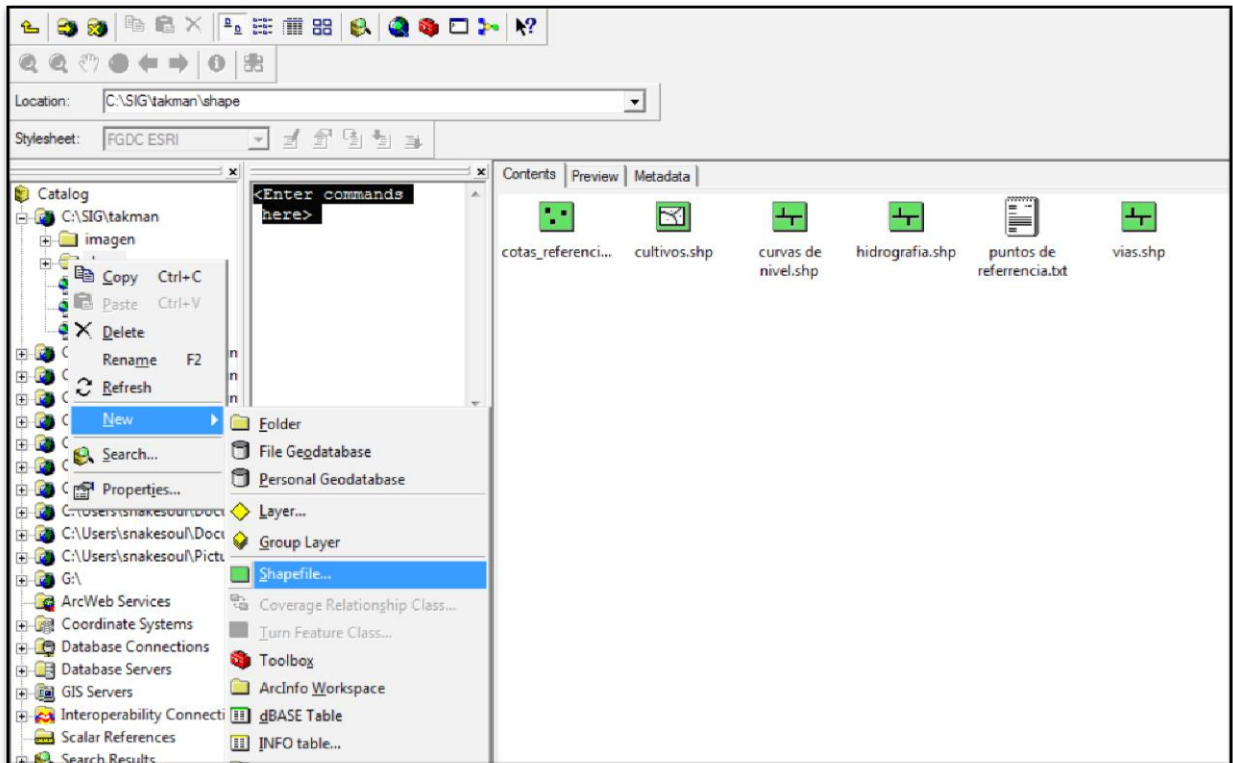 Location: C:\SIG\takman\shape
Stylesheet: FGDC ESRI
Catalog
C:\SIG\takman
imagen
Copy Ctrl+C
Paste Ctrl+V
Delete
Rename F2
Refresh
New
Search...
Properties...
C:\Users\snakesoul\Docu
C:\Users\snakesoul\Pictu
G:\
ArcWeb Services
Coordinate Systems
Database Connections
Database Servers
GIS Servers
Interoperability Connecti
Scalar References
Search Results
Folder
File Geodatabase
Personal Geodatabase
Layer...
Group Layer
Shapefile...
Coverage Relationship Class...
Turn Feature Class...
Toolbox
ArcInfo Workspace
dBASE Table
INFO table...
<Enter commands
here>
Contents Preview Metadata
cotas_referenci...
cultivos.shp
curvas de
nivel.shp
hidrografia.shp
puntos de
referrencia.txt
vias.shp